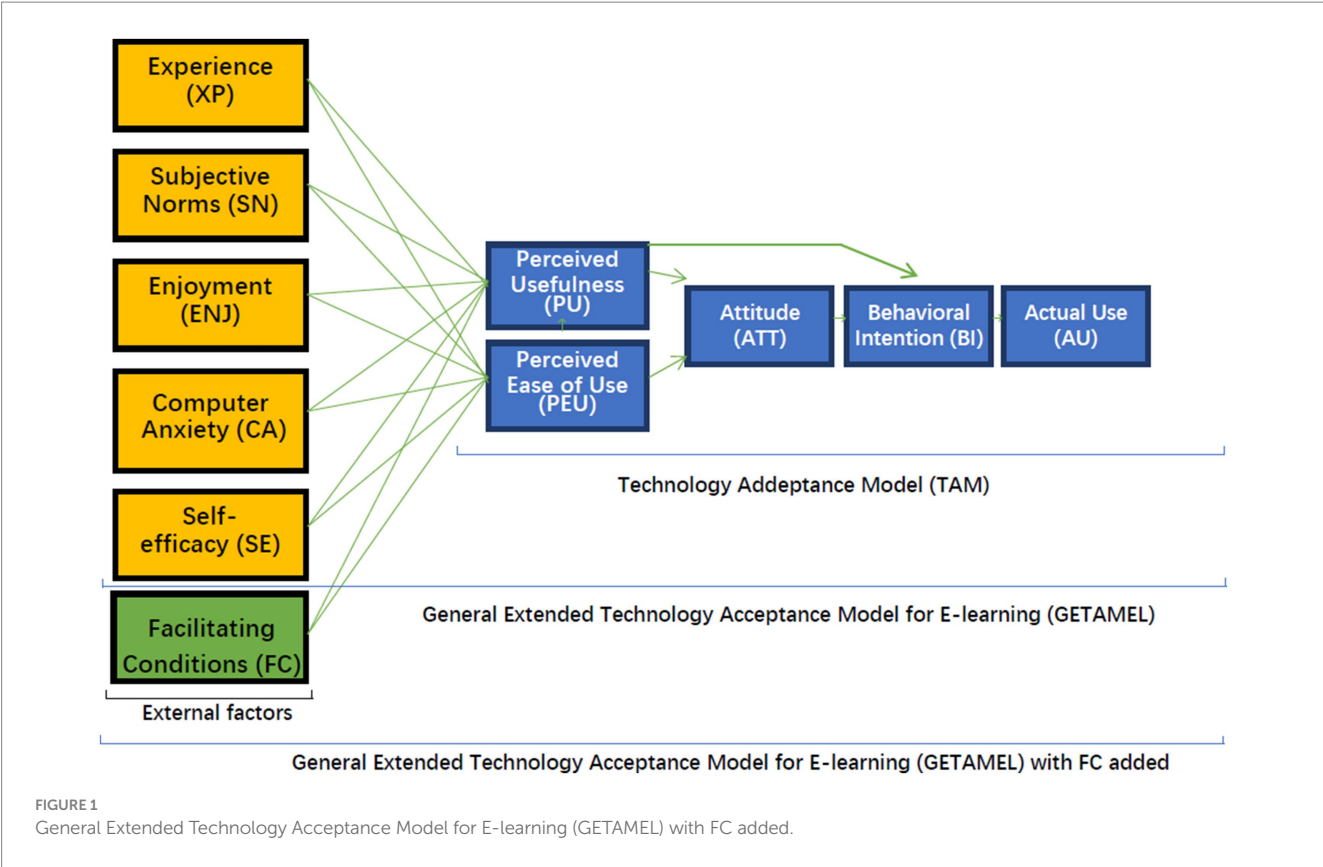 Experience
(XP)
Subjective
Norms (SN)
Enjoyment
(ENJ)
Computer
Anxiety (CA)
Self-
efficacy (SE)
Facilitating
Conditions (FC)
External factors
Perceived
Usefulness
(PU)
Perceived
Ease of Use
(PEU)
Attitude
(ATT)
Behavioral
Intention (BI)
Actual Use
(AU)
Technology Addeptance Model (TAM)
General Extended Technology Acceptance Model for E-learning (GETAMEL)
General Extended Technology Acceptance Model for E-learning (GETAMEL) with FC added
FIGURE 1
General Extended Technology Acceptance Model for E-learning (GETAMEL) with FC added.